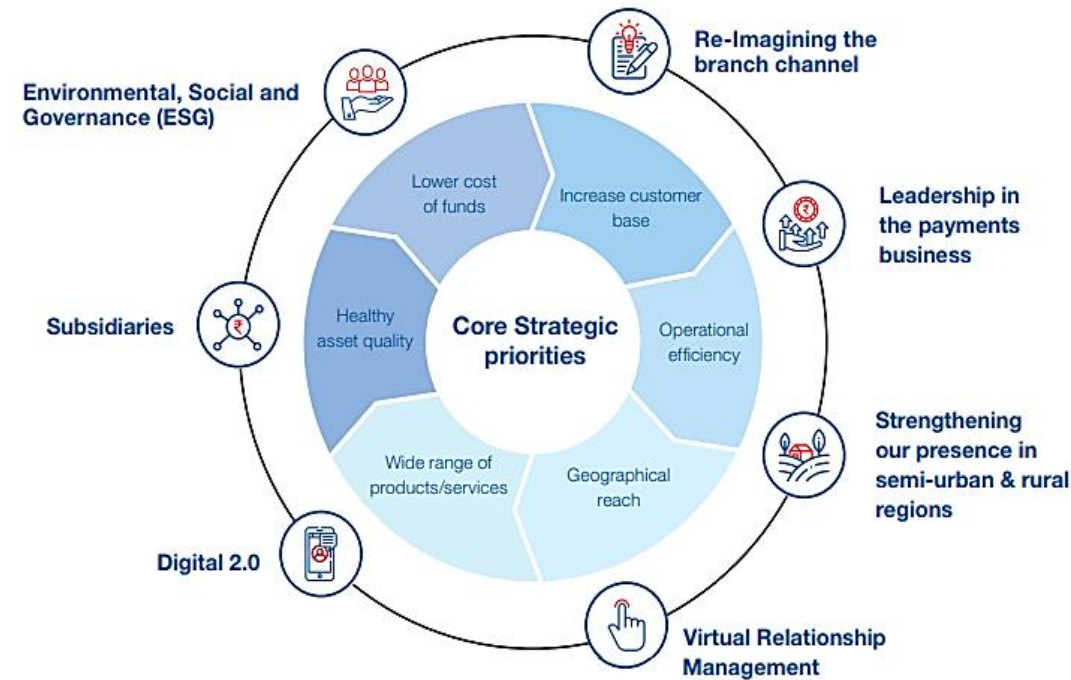 Re-Imagining the
branch channel
Environmental, Social and
Governance (ESG)
Lower cost
of funds
Increase customer
base
Leadership in
the payments
business
Subsidiaries
Healthy
asset quality
Core Strategic
priorities
Operational
efficiency
Strengthening
our presence in
semi-urban & rural
regions
Wide range of
products/services
Geographical
reach
Digital 2.0
Virtual Relationship
Management
₹
₹